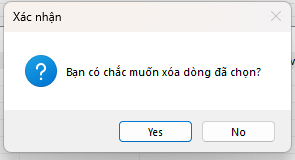 Xác nhận
Bạn có chắc muốn xóa dòng đã chọn?
Yes
No